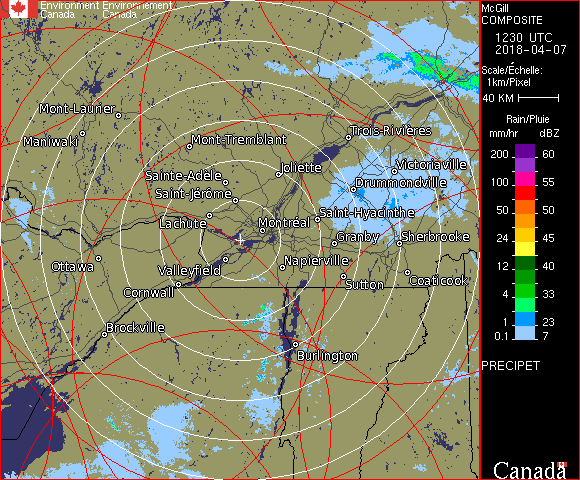 Environment Environnement
Canada Canada
McGill
COMPOSITE
1230 UTC
2018-04-07
Scale/Échelle:
1km/Pixel
40 KM
Rain/Pluie
mm/hr dBZ
200 60
150 55
100 55
50 50
24 45
12 40
4 33
1 23
0.1 7
PRECIPET
Canada
Mont-Laurier
Maniwaki
Mont-Tremblant
Trois-Rivières
Sainte-Adèle
Joliette
Victoriaville
Saint-Jérôme
Drummondville
Lachute
Montréal
Saint-Hyacinthe
Granby
Sherbrooke
Ottawa
Valleyfield
Napierville
Cornwall
Sutton
Coaticook
Brockville
Burlington